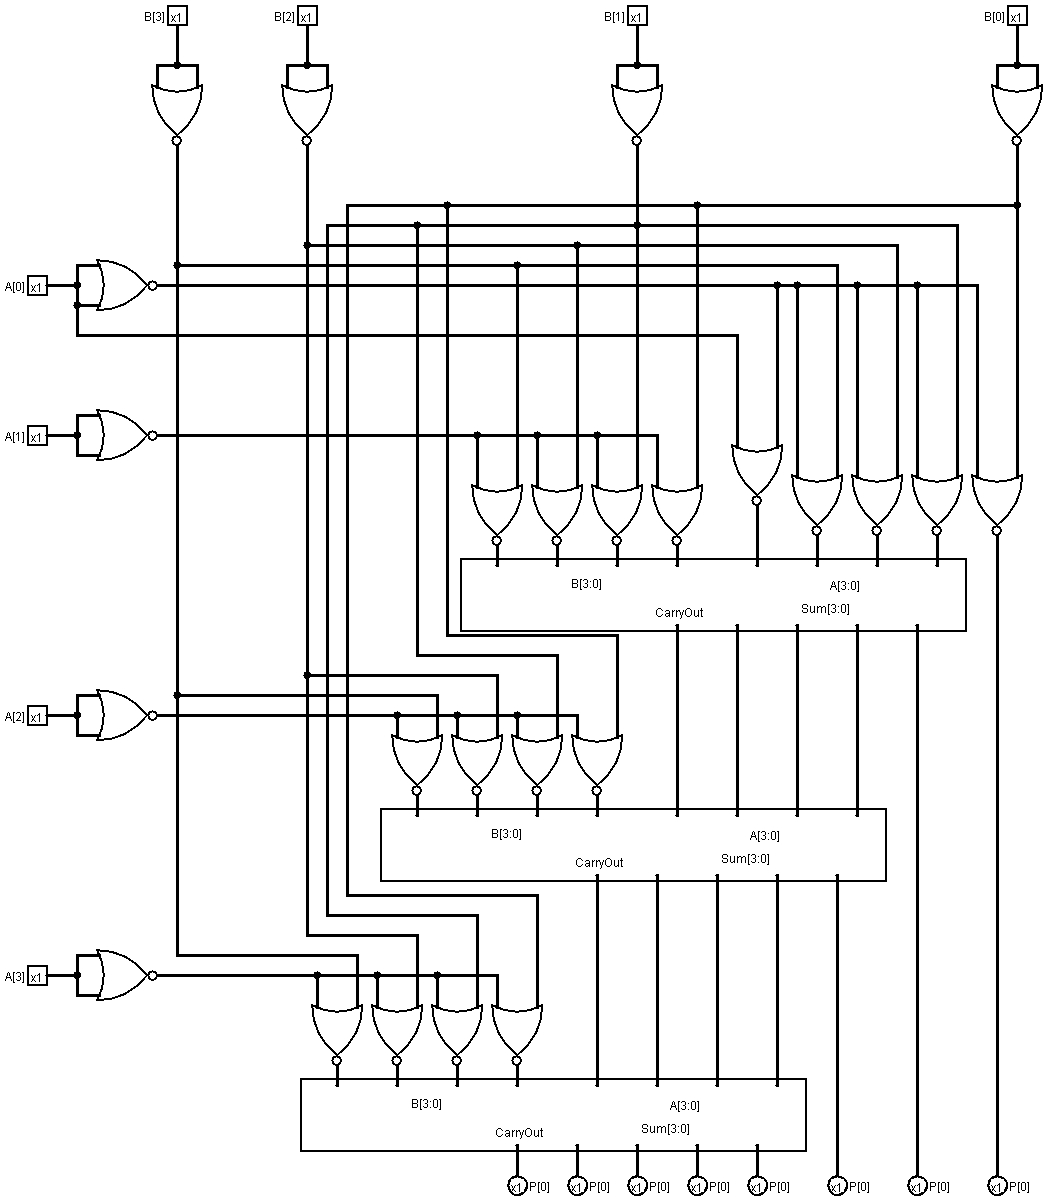 B[3] x1 B[2] x1 B[1] x1 B[0] x1
A[0] x1
A[1] x1
B[3:0] A[3:0]
CarryOut Sum[3:0]
A[2] x1
B[3:0] A[3:0]
CarryOut Sum[3:0]
A[3] x1
B[3:0] A[3:0]
CarryOut Sum[3:0]
x1 P[0] x1 P[0] x1 P[0] x1 P[0] x1 P[0] x1 P[0] x1 P[0] x1 P[0]